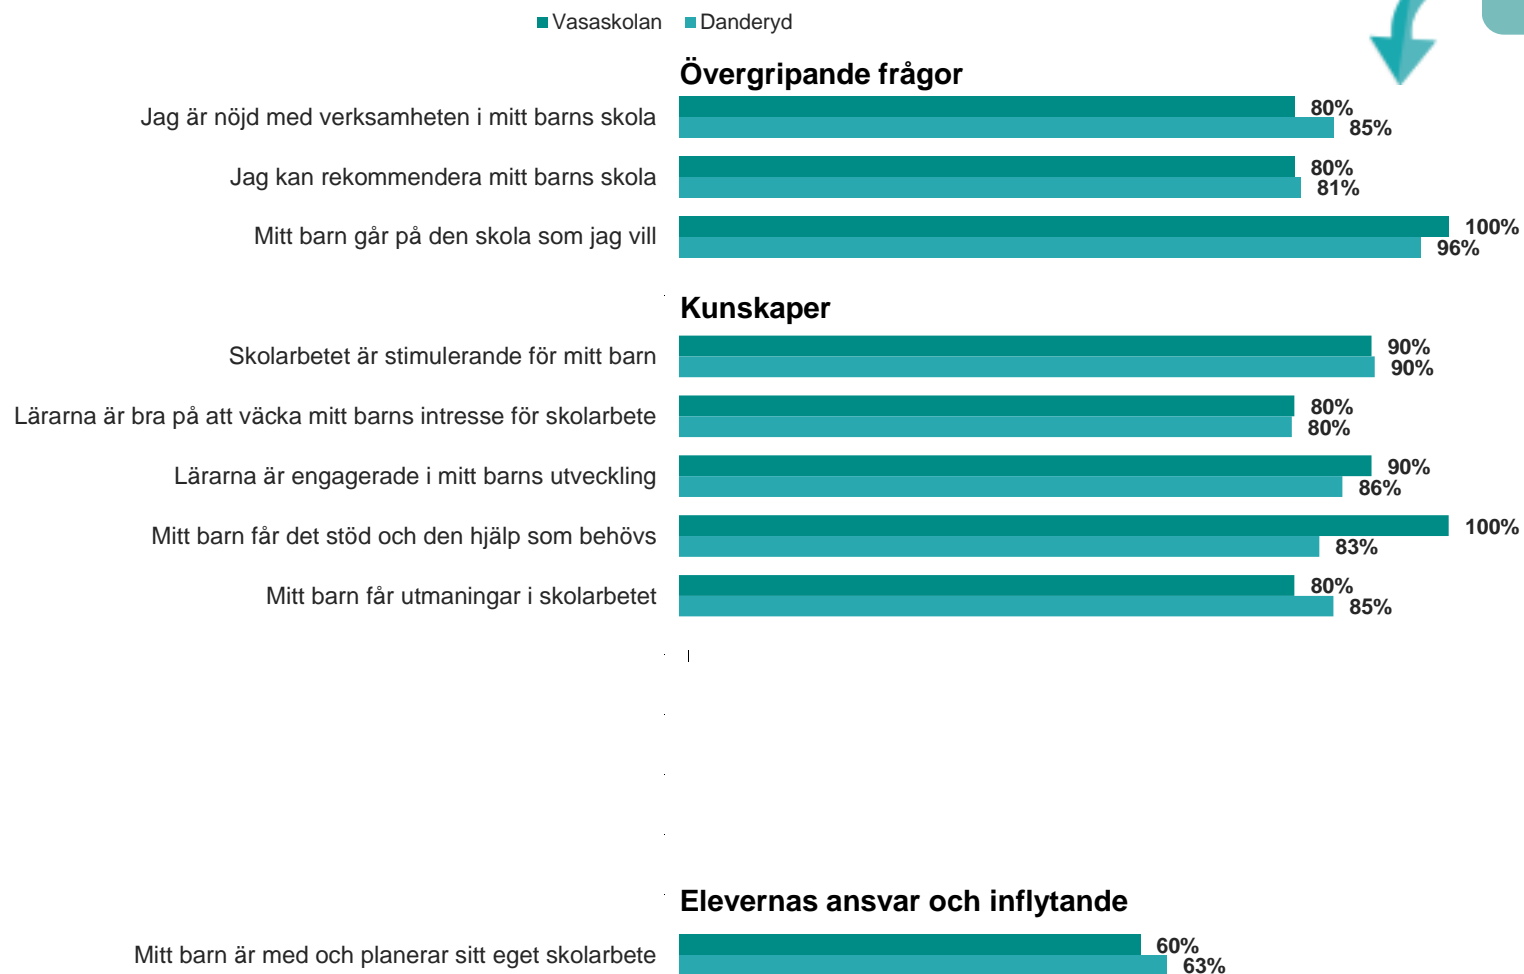 Vasaskolan Danderyd
Övergripande frågor
Jag är nöjd med verksamheten i mitt barns skola
80%
85%
Jag kan rekommendera mitt barns skola
80%
81%
Mitt barn går på den skola som jag vill
100%
96%
Kunskaper
Skolarbetet är stimulerande för mitt barn
90%
90%
Lärarna är bra på att väcka mitt barns intresse för skolarbete
80%
80%
Lärarna är engagerade i mitt barns utveckling
90%
86%
Mitt barn får det stöd och den hjälp som behövs
100%
83%
Mitt barn får utmaningar i skolarbetet
80%
85%
Elevernas ansvar och inflytande
Mitt barn är med och planerar sitt eget skolarbete
60%
63%